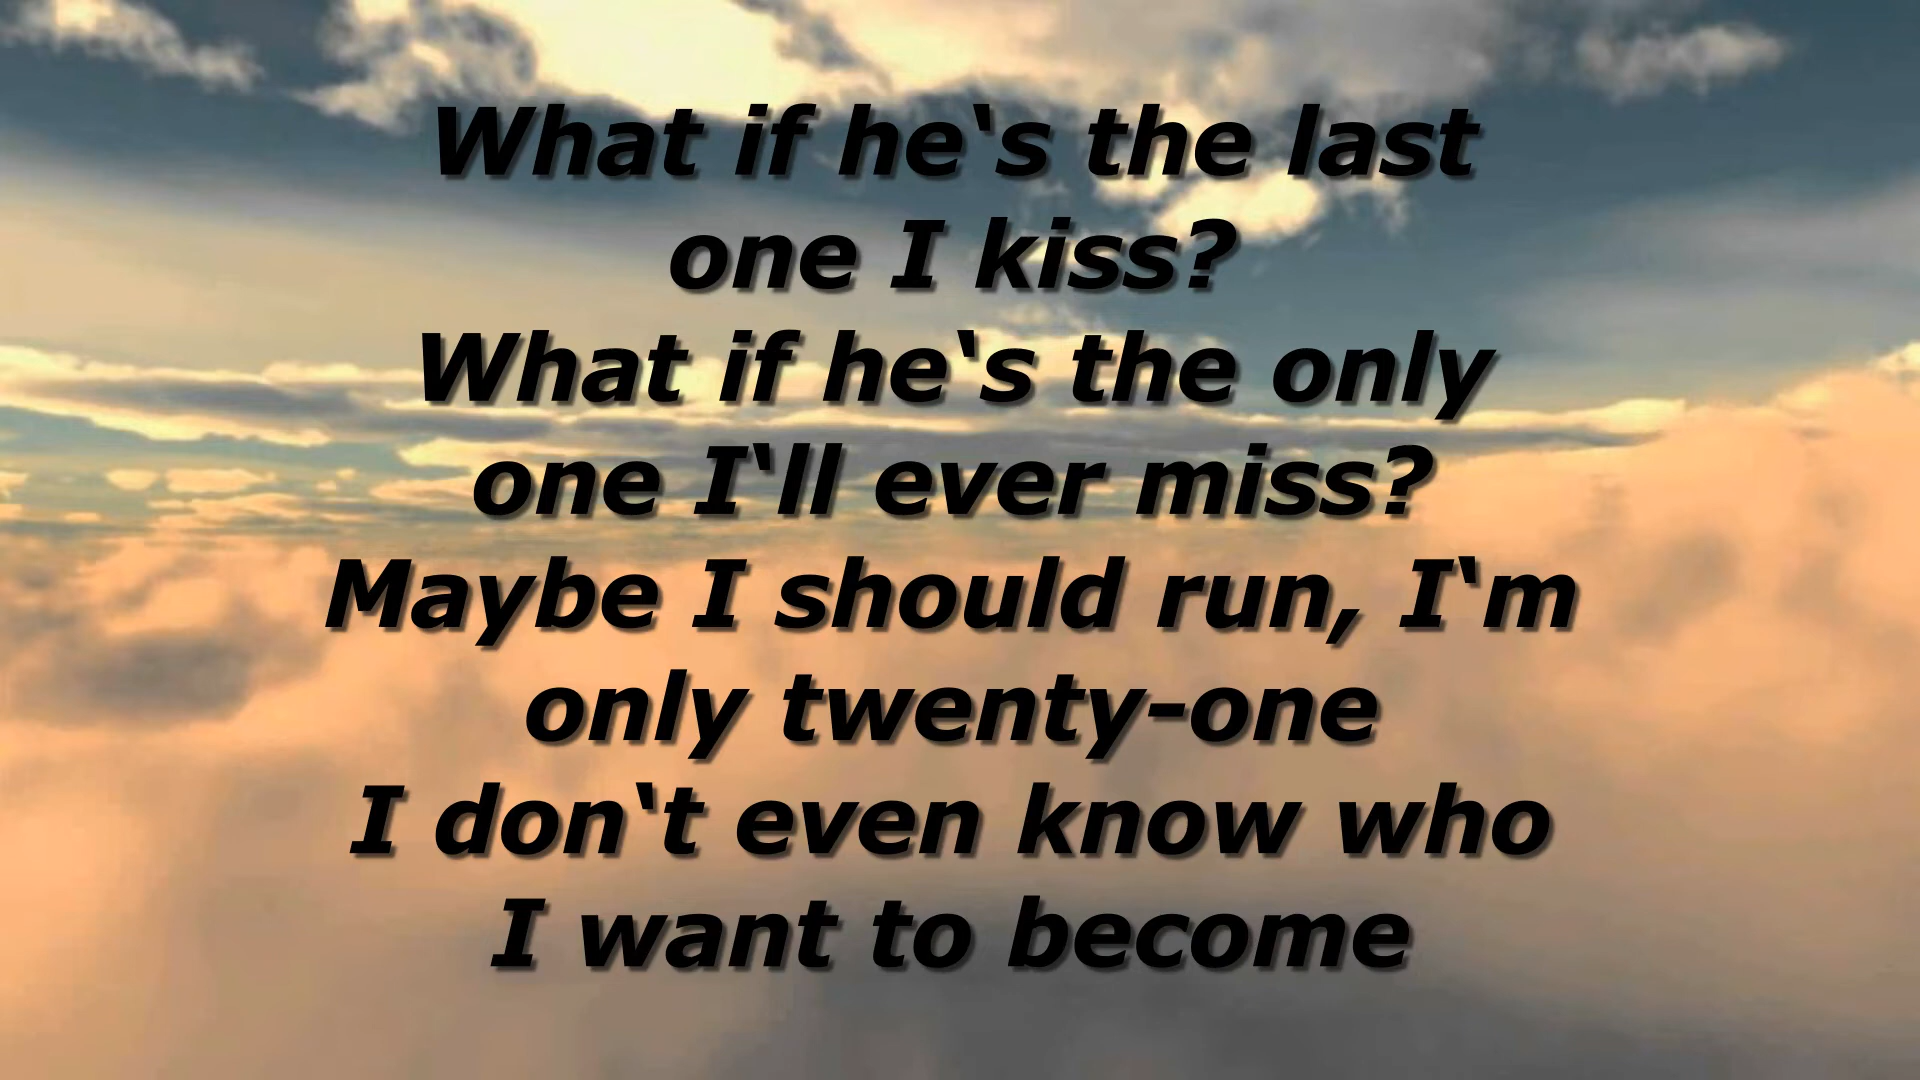 What if he‘s the last
one I kiss?
What if he‘s the only
one I‘ll ever miss?
Maybe I should run, I‘m
only twenty-one
I don‘t even know who
I want to become